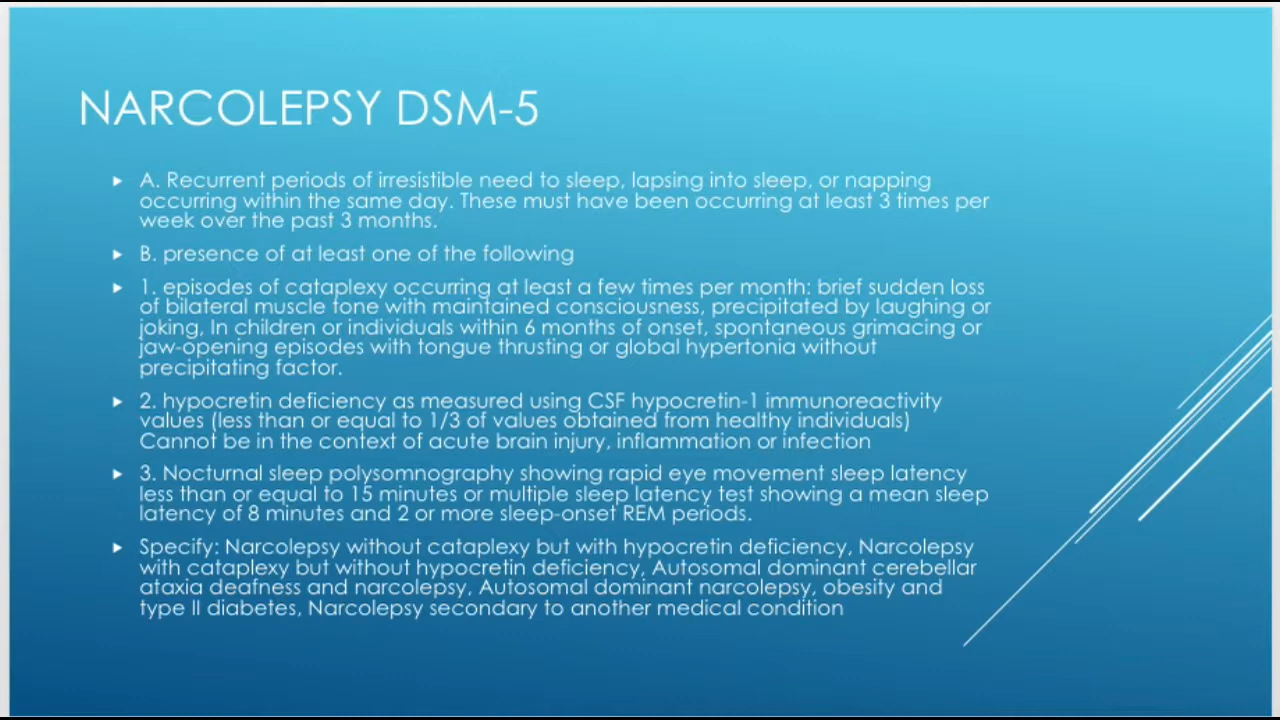 NARCOLEPSY DSM-5
A. Recurrent periods of irresistible need to sleep, lapsing into sleep, or napping
occurring within the same day. These must have been occurring at least 3 times per
week over the past 3 months.
B. presence of at least one of the following
1. episodes of cataplexy occurring at least a few times per month: brief sudden loss
of bilateral muscle tone with maintained consciousness, precipitated by laughing or
joking, In children or individuals within 6 months of onset, spontaneous grimacing or
jaw-opening episodes with tongue thrusting or global hypertonia without
precipitating factor.
2. hypocretin deficiency as measured using CSF hypocretin-1 immunoreactivity
values (less than or equal to 1/3 of values obtained from healthy individuals)
Cannot be in the context of acute brain injury, inflammation or infection
3. Nocturnal sleep polysomnography showing rapid eye movement sleep latency
less than or equal to 15 minutes or multiple sleep latency test showing a mean sleep
latency of 8 minutes and 2 or more sleep-onset REM periods.
Specify: Narcolepsy without cataplexy but with hypocretin deficiency, Narcolepsy
with cataplexy but without hypocretin deficiency, Autosomal dominant cerebellar
ataxia deafness and narcolepsy, Autosomal dominant narcolepsy, obesity and
type II diabetes, Narcolepsy secondary to another medical condition